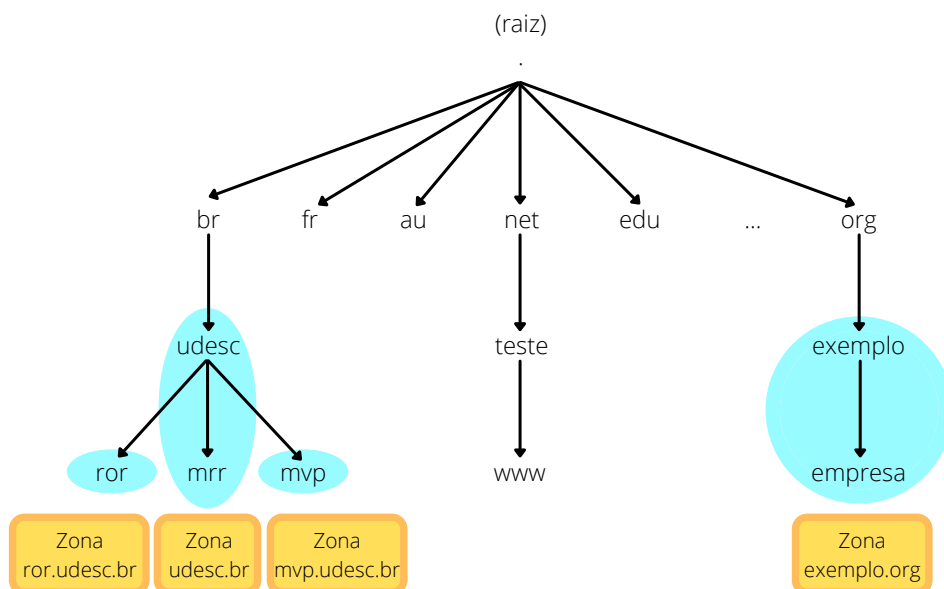 (raiz)
.
br fr au net edu ... org
udesc teste exemplo
ror mrr mvp www empresa
Zona Zona Zona Zona
ror.udesc.br udesc.br mvp.udesc.br exemplo.org